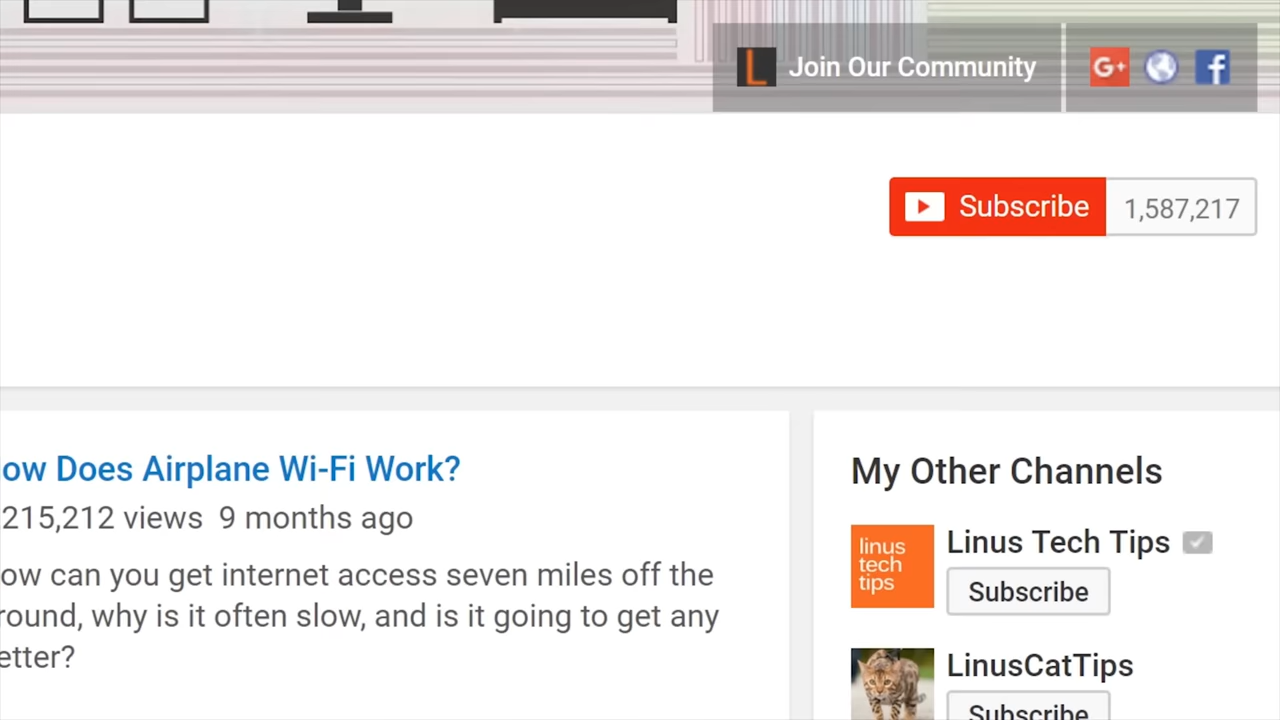 Join Our Community
G+
f
Subscribe 1,587,217
ow Does Airplane Wi-Fi Work?
215,212 views 9 months ago
ow can you get internet access seven miles off the
round, why is it often slow, and is it going to get any
etter?
My Other Channels
linus
tech
tips
Linus Tech Tips
Subscribe
LinusCatTips
Subscribe